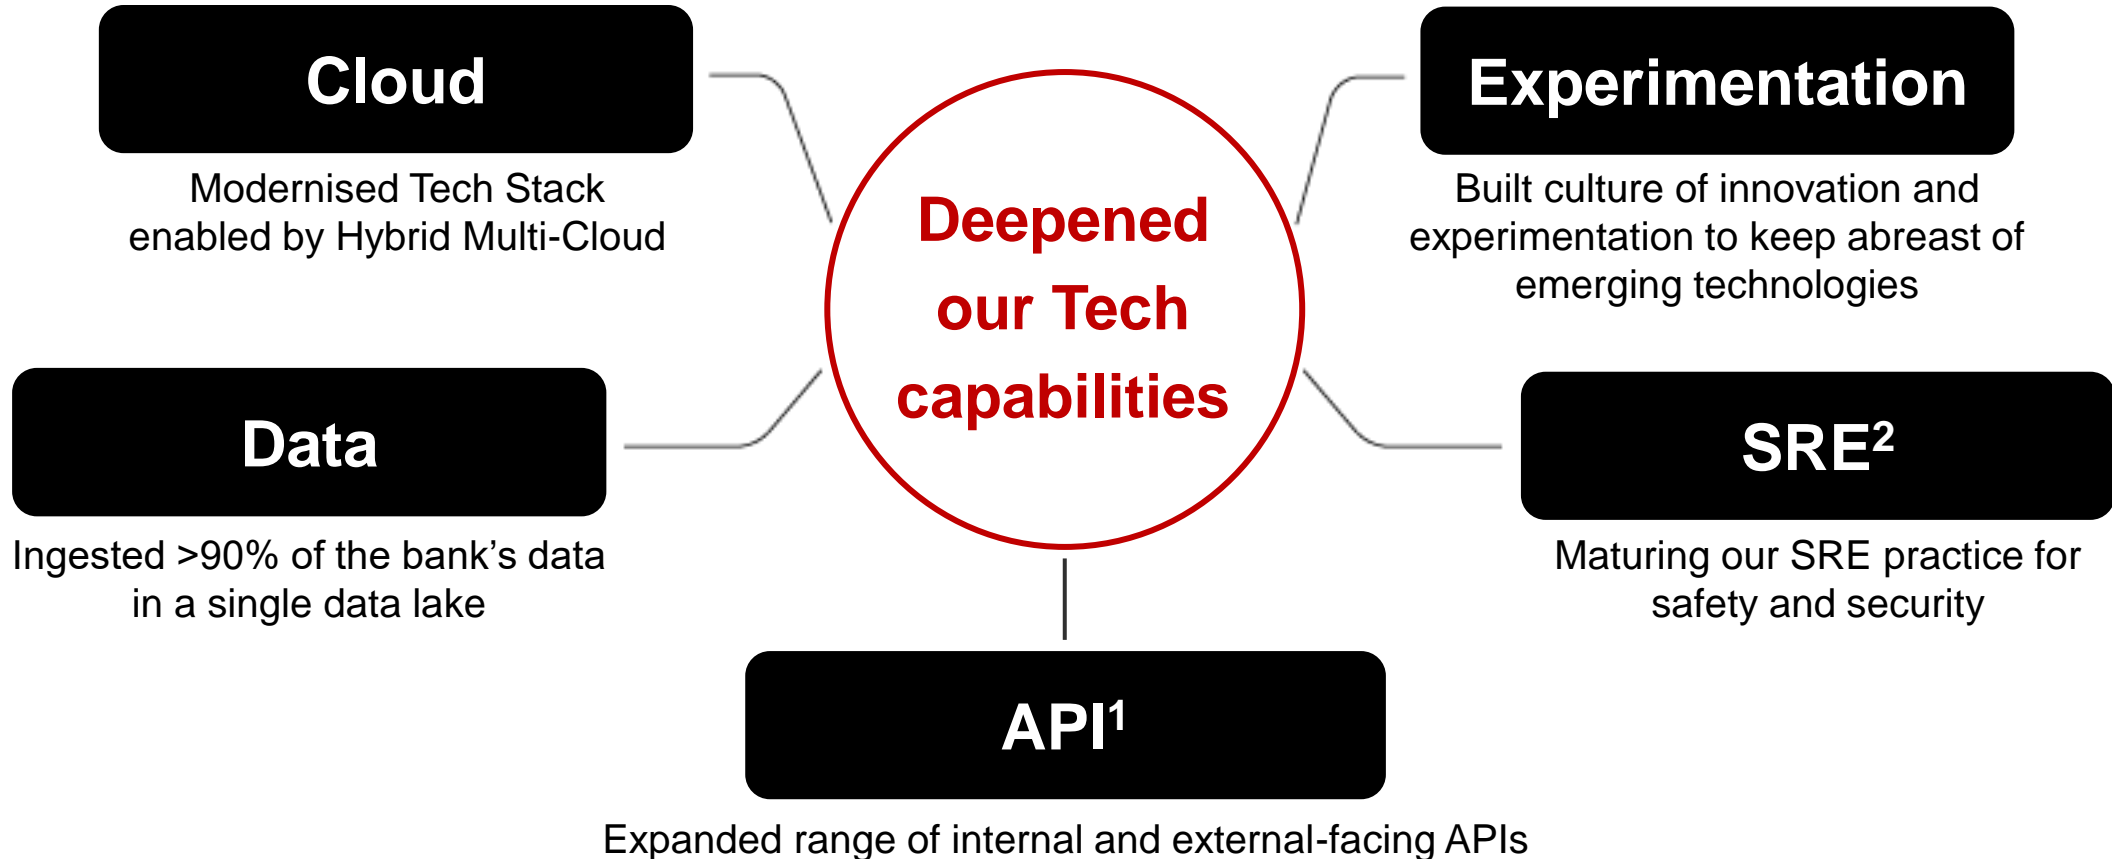 Cloud
Modernised Tech Stack
enabled by Hybrid Multi-Cloud
Experimentation
Built culture of innovation and
experimentation to keep abreast of
emerging technologies
Deepened
our Tech
capabilities
Data
Ingested >90% of the bank’s data
in a single data lake
SRE²
Maturing our SRE practice for
safety and security
API¹
Expanded range of internal and external-facing APIs